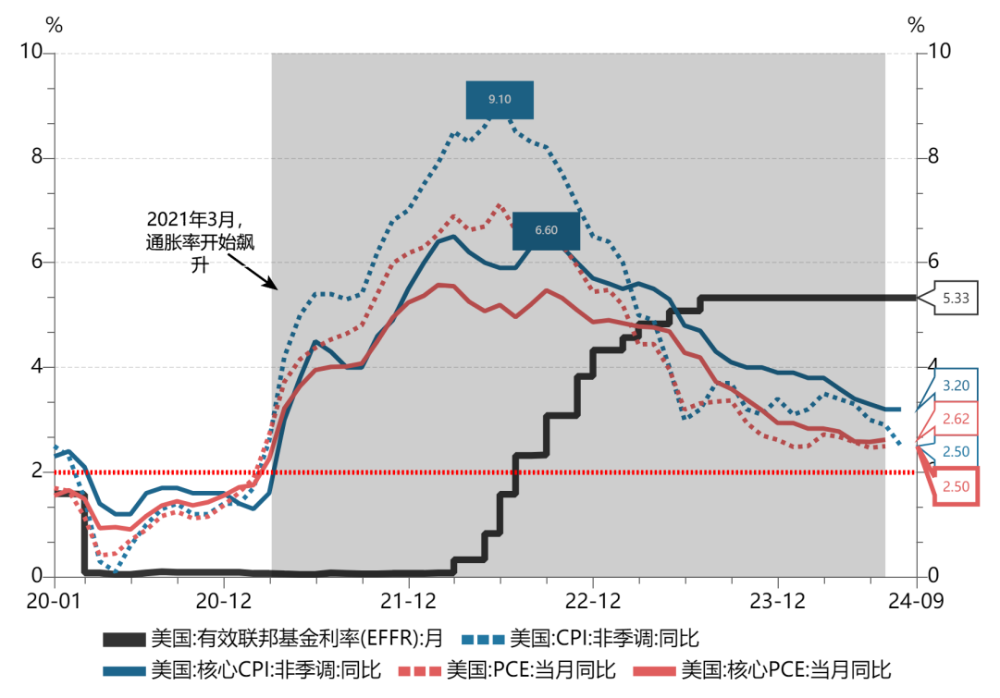 % %
10 10
9.10
8 8
2021年3月，
通胀率开始飙
升
6.60
6 6
5.33
4 4
3.20
2.62
2.50
2 2
2.50
0 0
20-01 20-12 21-12 22-12 23-12 24-09
美国:有效联邦基金利率(EFFR):月 美国:CPI:非季调:同比
美国:核心CPI:非季调:同比 美国:PCE:当月同比 美国:核心PCE:当月同比